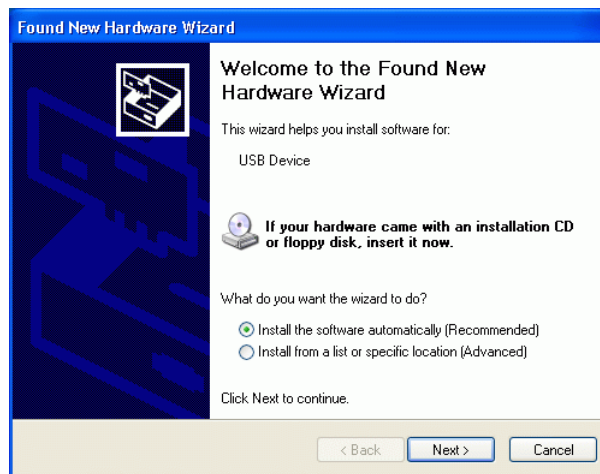 Found New Hardware Wizard
Welcome to the Found New
Hardware Wizard
This wizard helps you install software for:
USB Device
If your hardware came with an installation CD
or floppy disk, insert it now.
What do you want the wizard to do?
Install the software automatically (Recommended)
Install from a list or specific location (Advanced)
Click Next to continue.
< Back
Next >
Cancel